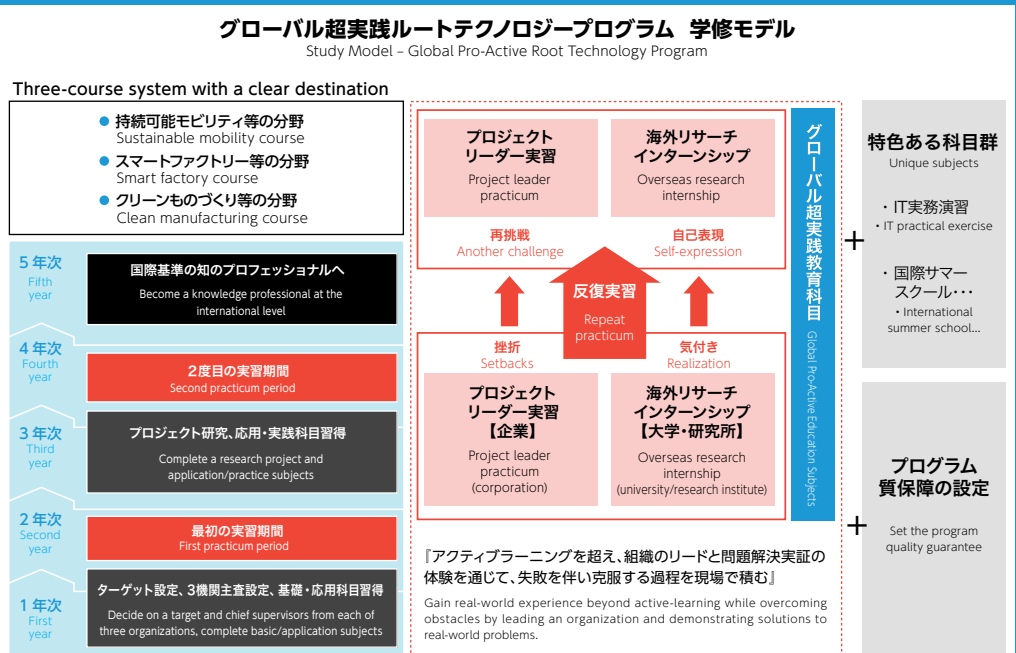 グローバル超実践ルートテクノロジープログラム 学修モデル
Study Model – Global Pro-Active Root Technology Program
Three-course system with a clear destination
● 持続可能モビリティ等の分野
Sustainable mobility course
● スマートファクトリー等の分野
Smart factory course
● クリーンものづくり等の分野
Clean manufacturing course
5 年次
Fifth
year
国際基準の知のプロフェッショナルへ
Become a knowledge professional at the
international level
4 年次
Fourth
year
2度目の実習期間
Second practicum period
3 年次
Third
year
プロジェクト研究、応用・実践科目習得
Complete a research project and
application/practice subjects
2 年次
Second
year
最初の実習期間
First practicum period
1 年次
First
year
ターゲット設定、3機関主査設定、基礎・応用科目習得
Decide on a target and chief supervisors from each of
three organizations, complete basic/application subjects
プロジェクト
リーダー実習
Project leader
practicum
海外リサーチ
インターンシップ
Overseas research
internship
再挑戦
Another challenge
自己表現
Self-expression
反復実習
Repeat
practicum
挫折
Setbacks
気付き
Realization
プロジェクト
リーダー実習
【企業】
Project leader
practicum
(corporation)
海外リサーチ
インターンシップ
【大学・研究所】
Overseas research
internship
(university/research institute)
グローバル超実践教育科目
Global Pro-Active Education Subjects
『アクティブラーニングを超え、組織のリードと問題解決実証の
体験を通じて、失敗を伴い克服する過程を現場で積む』
Gain real-world experience beyond active-learning while overcoming
obstacles by leading an organization and demonstrating solutions to
real-world problems.
+
特色ある科目群
Unique subjects
・IT実務演習
・IT practical exercise
・国際サマー
スクール・・・
・International
summer school...
+
プログラム
質保障の設定
Set the program
quality guarantee